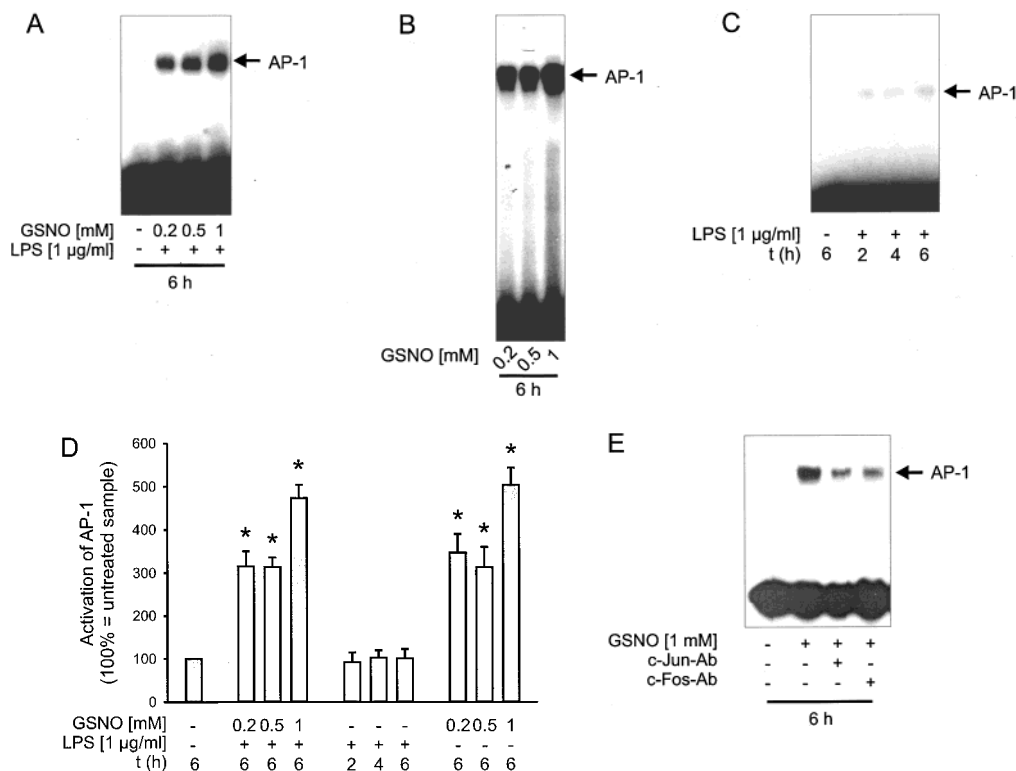 A
AP-1
GSNO [mM] - 0.2 0.5 1
LPS [1 µg/ml] - + + +
6 h
B
AP-1
GSNO [mM] 0.2 0.5 1
6 h
C
AP-1
LPS [1 µg/ml] - + + +
t (h) 6 2 4 6
D
Activation of AP-1
(100% = untreated sample)
600
500
400
300
200
100
0
* * * * * *
GSNO [mM] - 0.2 0.5 1 - - - 0.2 0.5 1
LPS [1 µg/ml] - + + + + + + - - -
t (h) 6 6 6 6 2 4 6 6 6 6
E
AP-1
GSNO [1 mM] - + + +
c-Jun-Ab - - + -
c-Fos-Ab - - - +
6 h